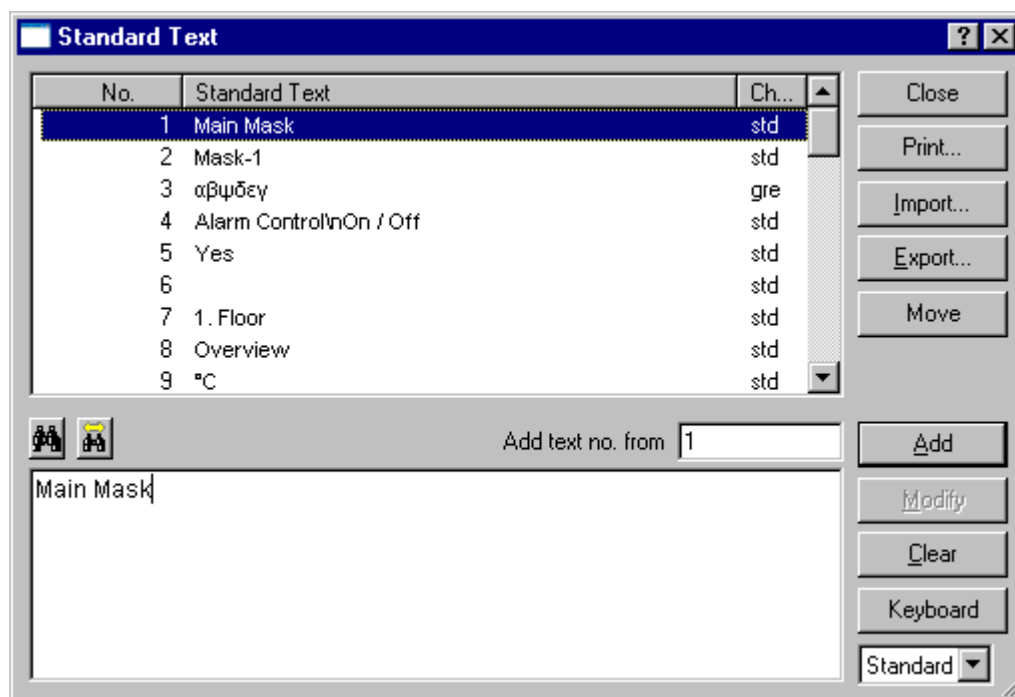 Standard Text
No. Standard Text Ch...
1 Main Mask std
2 Mask-1 std
3 αβψδεγ gre
4 Alarm Control\nOn / Off std
5 Yes std
6 std
7 1. Floor std
8 Overview std
9 °C std
Close
Print...
Import...
Export...
Move
Add text no. from 1
Main Mask
Add
Modify
Clear
Keyboard
Standard